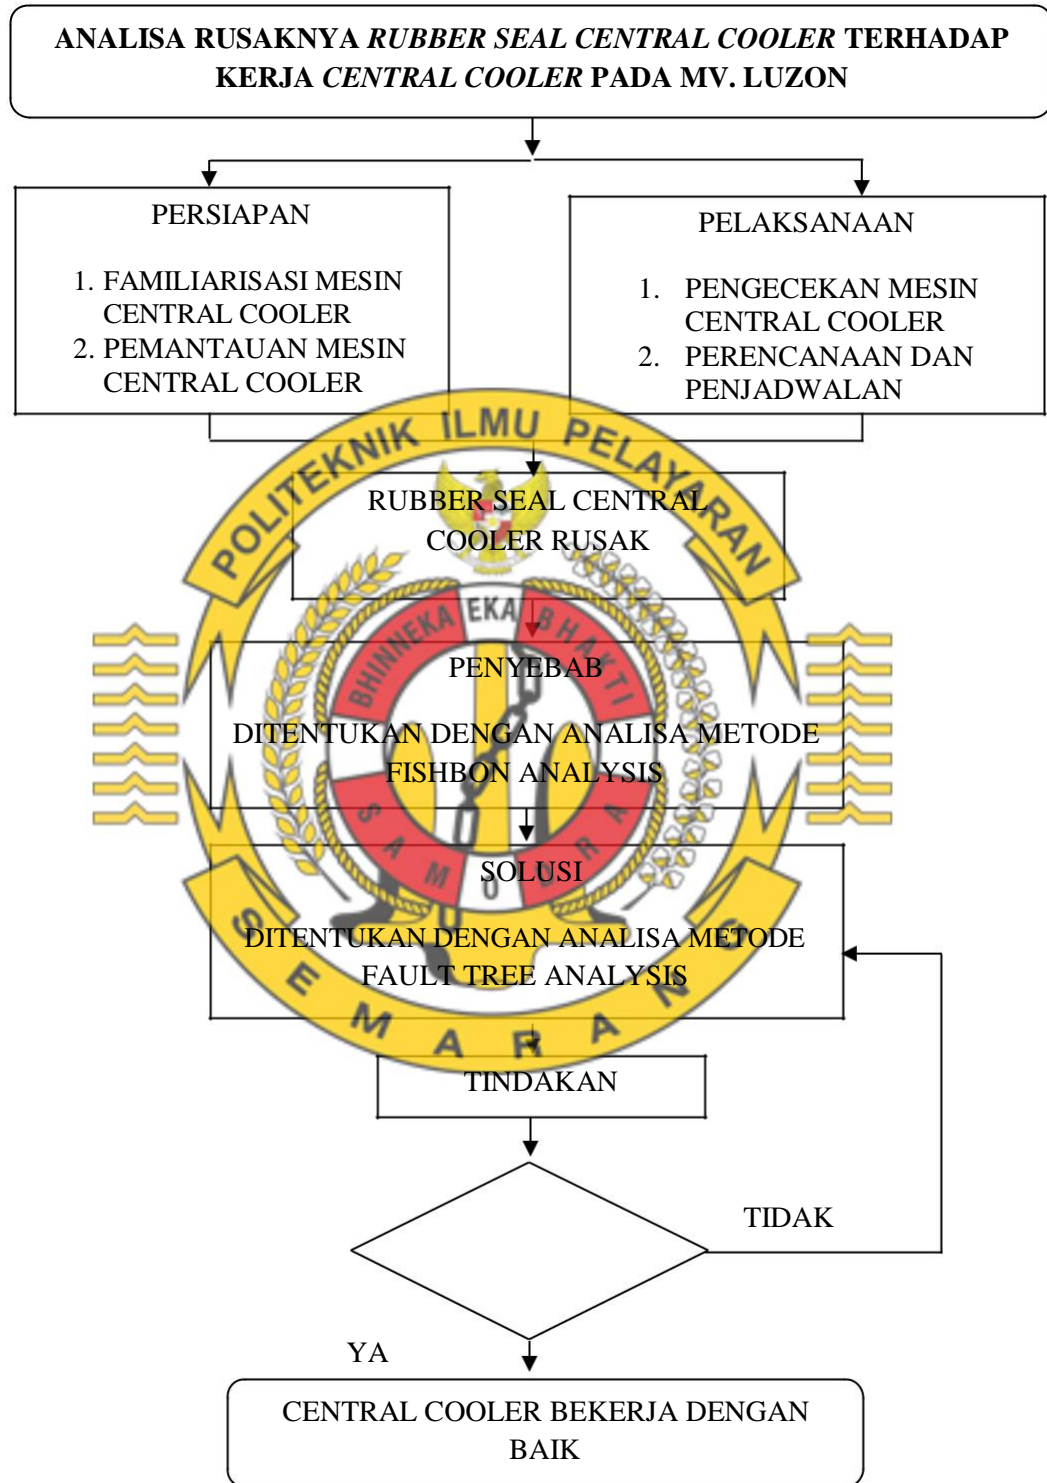 ANALISA RUSAKNYA RUBBER SEAL CENTRAL COOLER TERHADAP
KERJA CENTRAL COOLER PADA MV. LUZON
PERSIAPAN
1. FAMILIARISASI MESIN
CENTRAL COOLER
2. PEMANTAUAN MESIN
CENTRAL COOLER
PELAKSANAAN
1. PENGECEKAN MESIN
CENTRAL COOLER
2. PERENCANAAN DAN
PENJADWALAN
POLITEKNIK ILMU PELAYARAN
RUBBER SEAL CENTRAL
COOLER RUSAK
BHINNEKA EKA BHAKTI
PENYEBAB
DITENTUKAN DENGAN ANALISA METODE
FISHBON ANALYSIS
SAMUDRA
SOLUSI
DITENTUKAN DENGAN ANALISA METODE
FAULT TREE ANALYSIS
SEMARANG
TINDAKAN
TIDAK
YA
CENTRAL COOLER BEKERJA DENGAN
BAIK